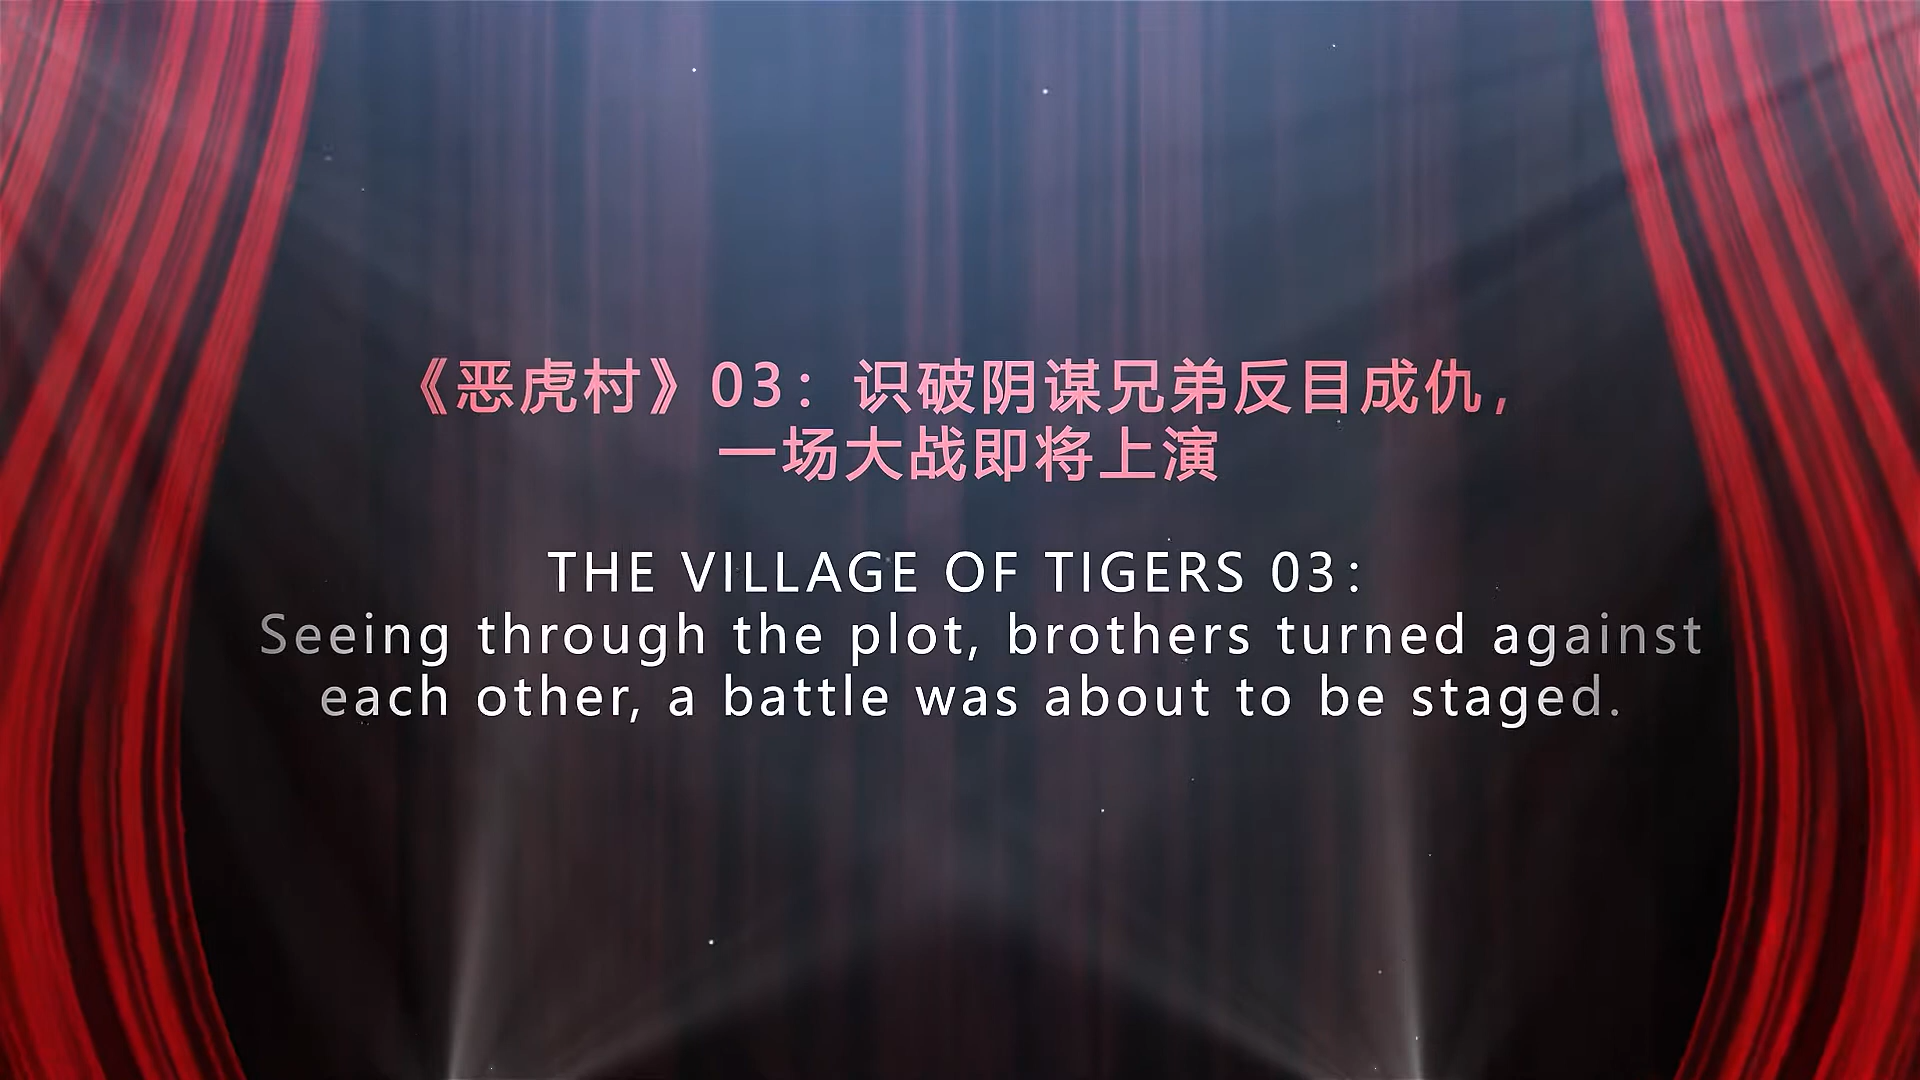 《恶虎村》03：识破阴谋兄弟反目成仇，
一场大战即将上演
THE VILLAGE OF TIGERS 03：
Seeing through the plot, brothers turned against
each other, a battle was about to be staged.